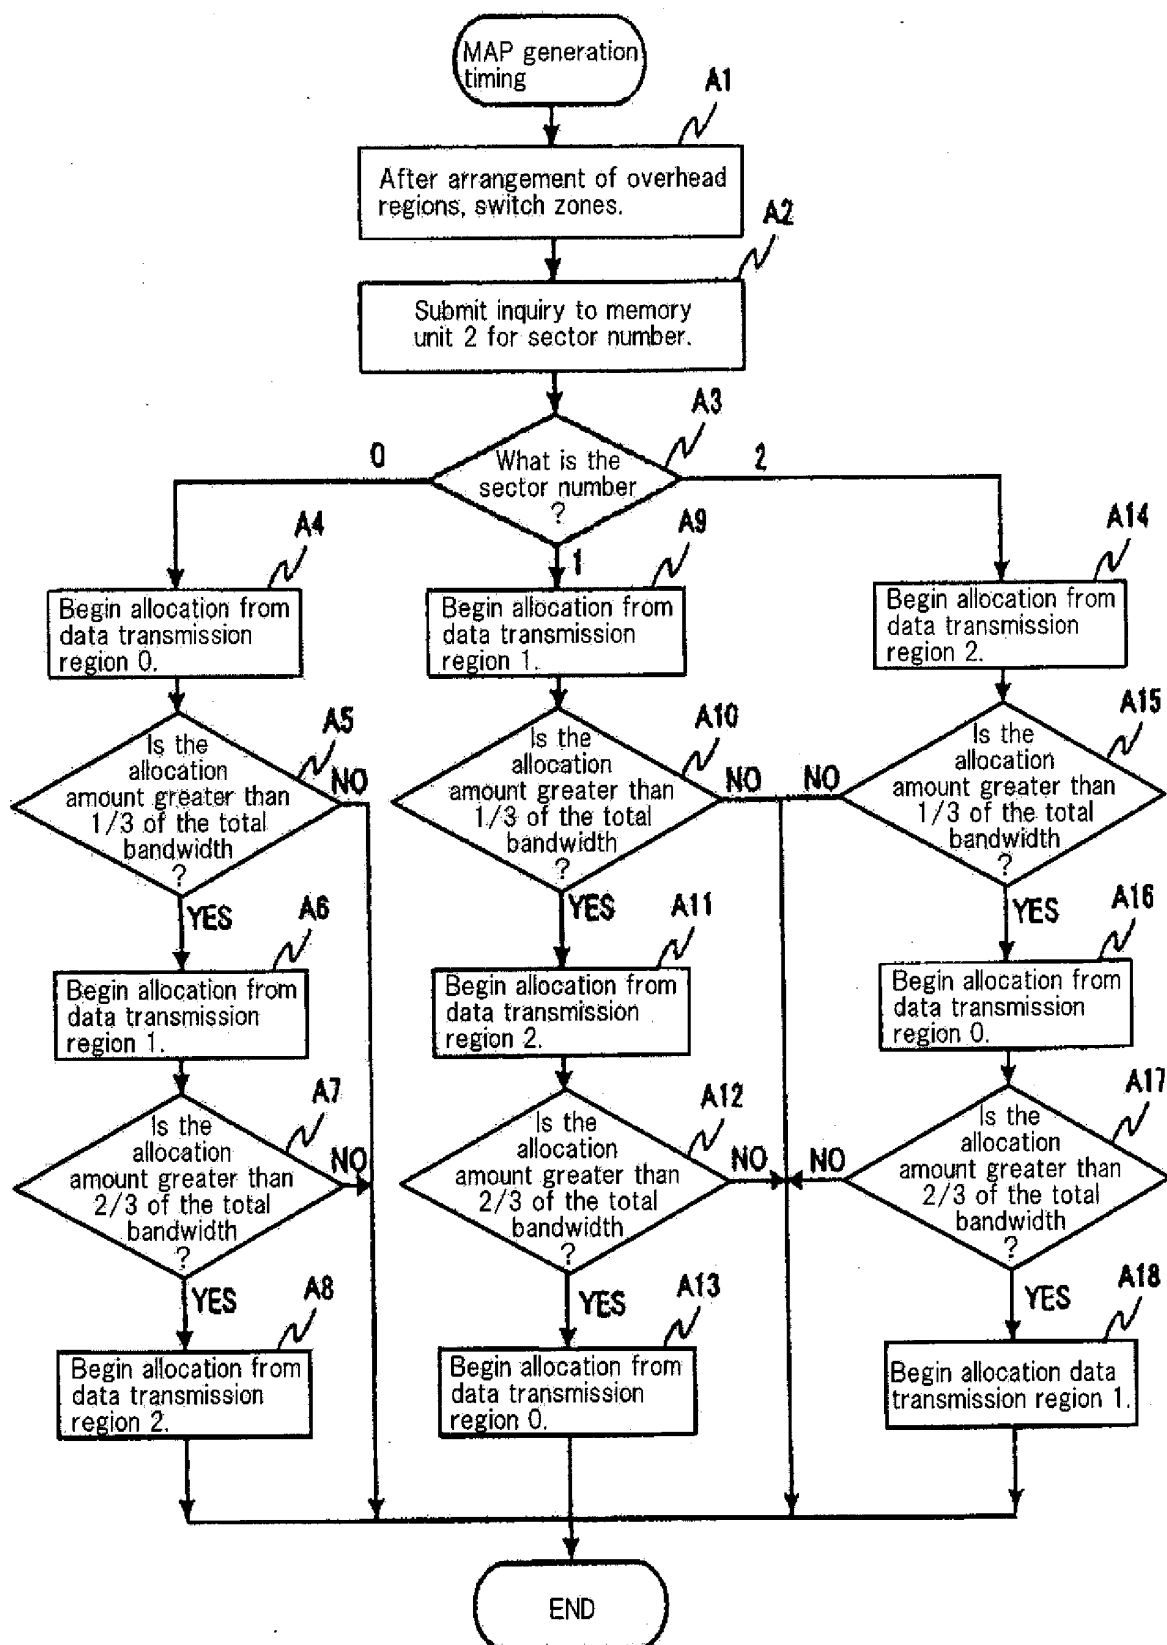 MAP generation
timing
A1
After arrangement of overhead
regions, switch zones.
A2
Submit inquiry to memory
unit 2 for sector number.
A3
What is the
sector number
?
0
1
2
A4
Begin allocation from
data transmission
region 0.
A9
Begin allocation from
data transmission
region 1.
A14
Begin allocation from
data transmission
region 2.
A5
Is the
allocation
amount greater than
1/3 of the total
bandwidth
?
NO
YES
A10
Is the
allocation
amount greater than
1/3 of the total
bandwidth
?
NO
YES
A15
Is the
allocation
amount greater than
1/3 of the total
bandwidth
?
NO
YES
A6
Begin allocation from
data transmission
region 1.
A11
Begin allocation from
data transmission
region 2.
A16
Begin allocation from
data transmission
region 0.
A7
Is the
allocation
amount greater than
2/3 of the total
bandwidth
?
NO
YES
A12
Is the
allocation
amount greater than
2/3 of the total
bandwidth
?
NO
YES
A17
Is the
allocation
amount greater than
2/3 of the total
bandwidth
?
NO
YES
A8
Begin allocation from
data transmission
region 2.
A13
Begin allocation from
data transmission
region 0.
A18
Begin allocation data
transmission region 1.
END